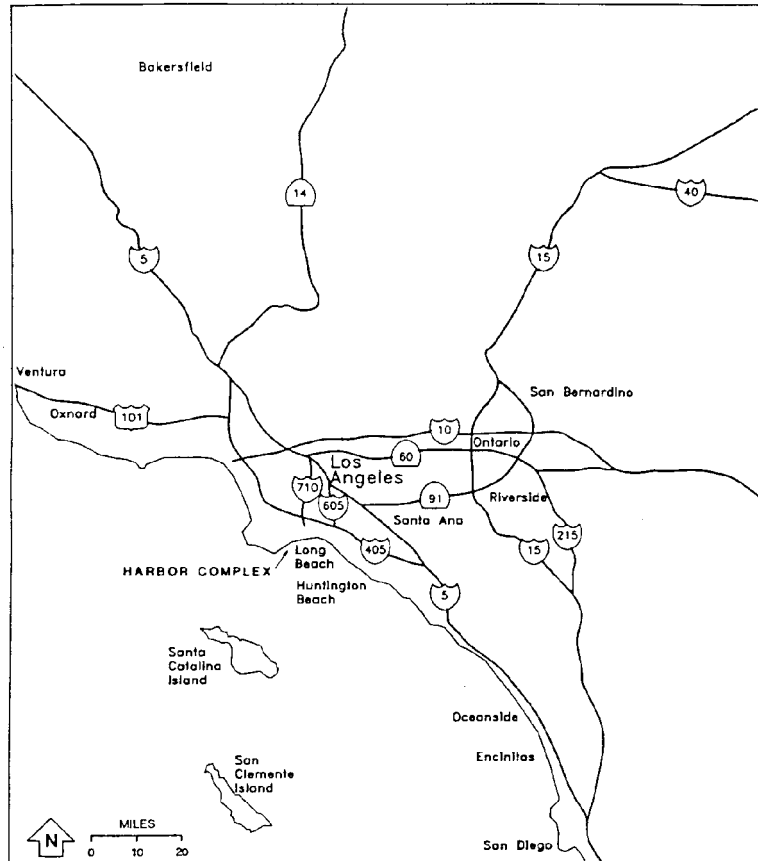 Bakersfield
14
40
5
15
Ventura
San Bernardino
Oxnard
101
10
Ontario
60
Los
Angeles
710
91
Riverside
605
Santa Ana
215
405
15
Long
Beach
HARBOR COMPLEX
Huntington
Beach
5
Santa
Catalina
Island
Oceanside
San
Clemente
Island
Encinitas
N
MILES
0 10 20
San Diego